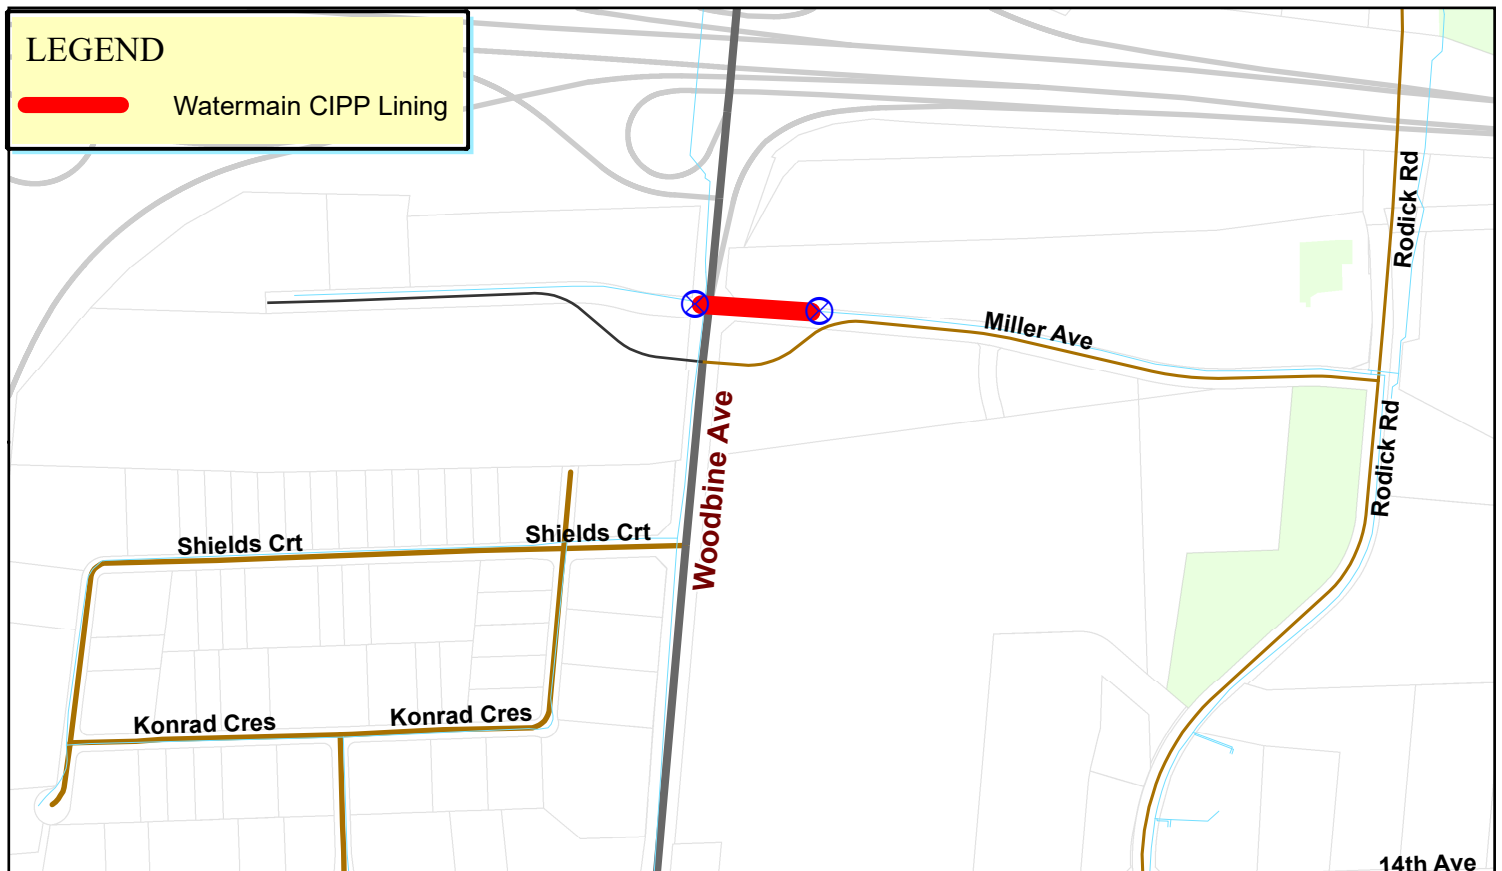 LEGEND
Watermain CIPP Lining
Rodick Rd
Miller Ave
Woodbine Ave
Rodick Rd
Shields Crt
Shields Crt
Konrad Cres
Konrad Cres
14th Ave